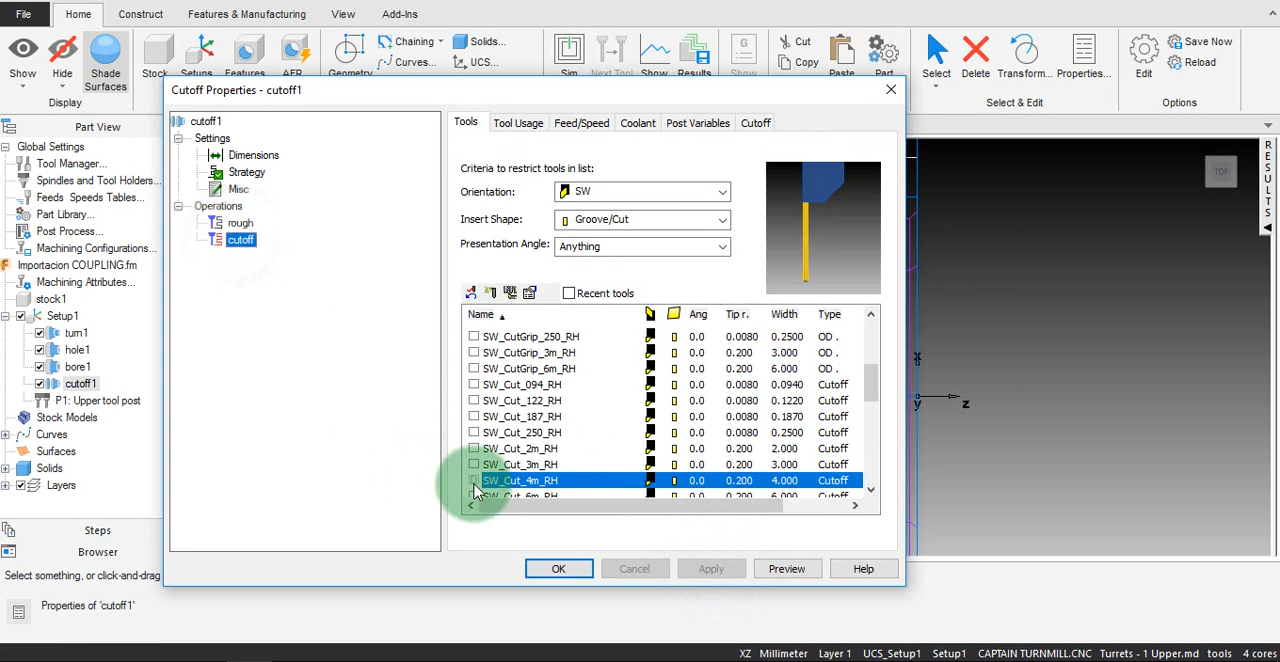 File Home Construct Features & Manufacturing View Add-Ins
Show Hide Shade Surfaces Stock Setups Features AFR Geometry
Chaining Curves... Solids... UCS...
Sim Next Tool Show Results Show
Cut Copy Paste Part
Select Delete Transform... Properties...
Edit Save Now Reload
Display Select & Edit Options
Part View
Global Settings
Tool Manager...
Spindles and Tool Holders...
Feeds Speeds Tables...
Part Library...
Post Process...
Machining Configurations...
Importacion COUPLING.fm
Machining Attributes...
stock1
Setup1
turn1
hole1
bore1
cutoff1
P1: Upper tool post
Stock Models
Curves
Surfaces
Solids
Layers
Steps
Browser
Select something, or click-and-drag
Properties of 'cutoff1'
Cutoff Properties - cutoff1
cutoff1
Settings
Dimensions
Strategy
Misc
Operations
rough
cutoff
Tools Tool Usage Feed/Speed Coolant Post Variables Cutoff
Criteria to restrict tools in list:
Orientation: SW
Insert Shape: Groove/Cut
Presentation Angle: Anything
Recent tools
Name Ang Tip r. Width Type
SW_CutGrip_250_RH 0.0 0.0080 0.2500 OD .
SW_CutGrip_3m_RH 0.0 0.200 3.000 OD .
SW_CutGrip_6m_RH 0.0 0.200 6.000 OD .
SW_Cut_094_RH 0.0 0.0080 0.0940 Cutoff
SW_Cut_122_RH 0.0 0.0080 0.1220 Cutoff
SW_Cut_187_RH 0.0 0.0080 0.1870 Cutoff
SW_Cut_250_RH 0.0 0.0080 0.2500 Cutoff
SW_Cut_2m_RH 0.0 0.200 2.000 Cutoff
SW_Cut_3m_RH 0.0 0.200 3.000 Cutoff
SW_Cut_4m_RH 0.0 0.200 4.000 Cutoff
SW_Cut_6m_RH 0.0 0.200 6.000 Cutoff
OK Cancel Apply Preview Help
TOP
RESULTS
X
y z
XZ Millimeter Layer 1 UCS_Setup1 Setup1 CAPTAIN TURNMILL.CNC Turrets - 1 Upper.md tools 4 cores